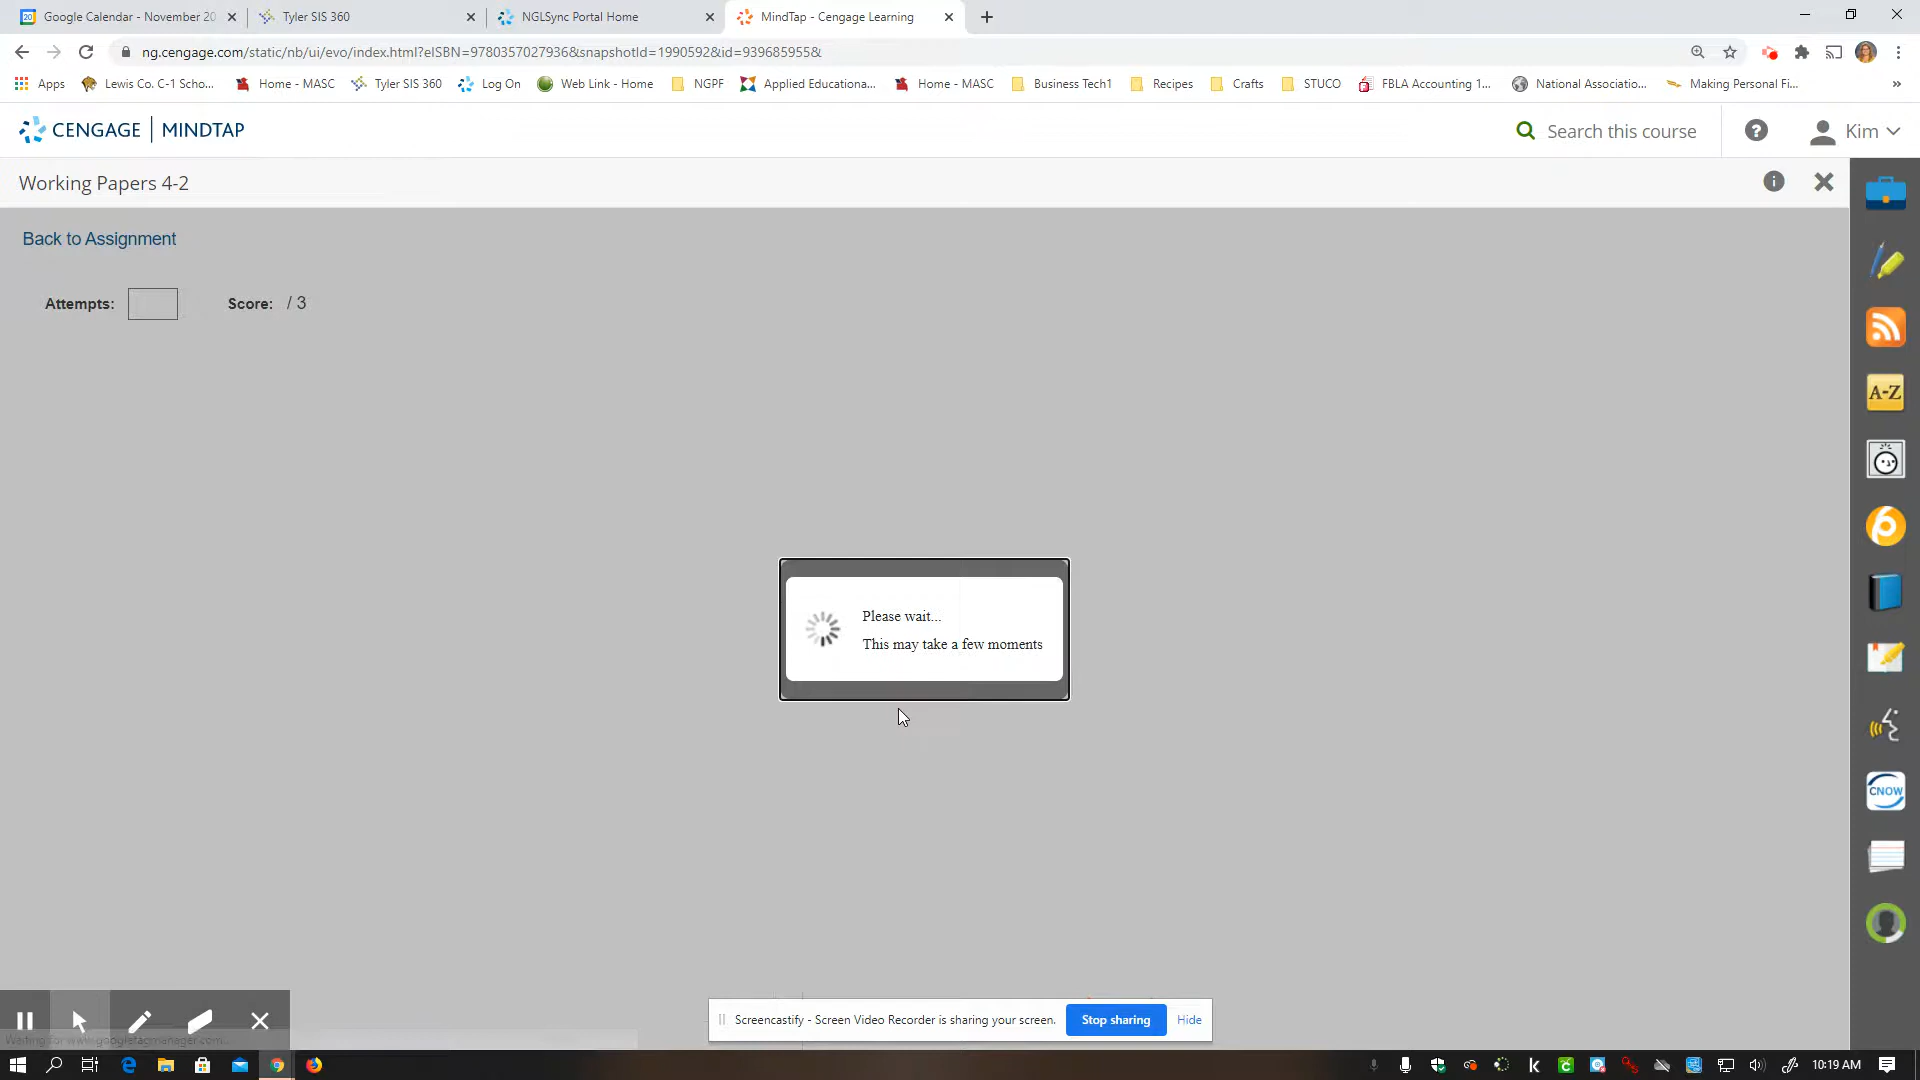 Google Calendar - November 20
Tyler SIS 360
NGLSync Portal Home
MindTap - Cengage Learning
ng.cengage.com/static/nb/ui/evo/index.html?eISBN=9780357027936&snapshotId=1990592&id=939685955&
Apps
Lewis Co. C-1 Scho...
Home - MASC
Tyler SIS 360
Log On
Web Link - Home
NGPF
Applied Educationa...
Home - MASC
Business Tech1
Recipes
Crafts
STUCO
FBLA Accounting 1...
National Associatio...
Making Personal Fi...
»
CENGAGE | MINDTAP
Search this course
Kim
Working Papers 4-2
Back to Assignment
Attempts:
Score: / 3
Please wait...
This may take a few moments
A-Z
CNOW
Waiting for www.googletagmanager.com...
Screencastify - Screen Video Recorder is sharing your screen.
Stop sharing
Hide
10:19 AM